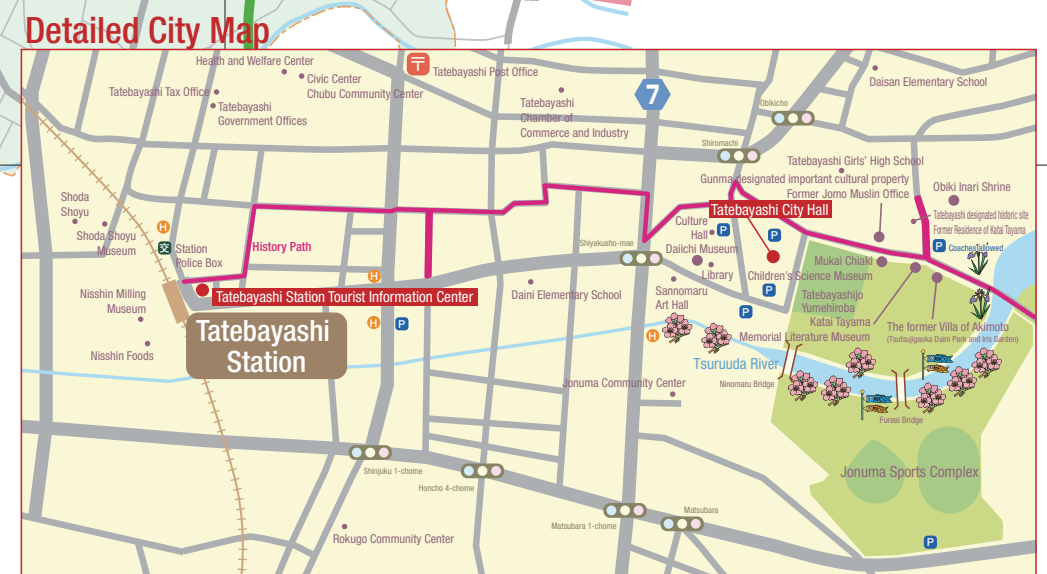 Detailed City Map
Health and Welfare Center
Civic Center
Chubu Community Center
Tatebayashi Tax Office
Tatebayashi
Government Offices
〒
Tatebayashi Post Office
Tatebayashi
Chamber of
Commerce and Industry
7
Obikicho
Daisan Elementary School
Shiromachi
Tatebayashi Girls' High School
Gunma designated important cultural property
Former Jomo Muslin Office
Obiki Inari Shrine
Tatebayashi designated historic site
Former Residence of Katai Tayama
P
Coaches allowed
Shoda
Shoyu
Shoda Shoyu
Museum
H
交
Station
Police Box
History Path
Tatebayashi City Hall
Culture
Hall
P
P
Daiichi Museum
Library
Shiyakusho-mae
Mukai Chiaki
Children's Science Museum
P
P
Nisshin Milling
Museum
Nisshin Foods
Tatebayashi Station Tourist Information Center
H
H
P
Daini Elementary School
Sannomaru
Art Hall
H
Tatebayashijo
Yumehiroba
Katai Tayama
Memorial Literature Museum
The former Villa of Akimoto
(Tsutsujigaoka Daini Park and Iris Garden)
Tatebayashi
Station
Tsuruuda River
Ninomaru Bridge
Jonuma Community Center
Fureai Bridge
Jonuma Sports Complex
Shinjuku 1-chome
Honcho 4-chome
Matsubara 1-chome
Matsubara
Rokugo Community Center
P